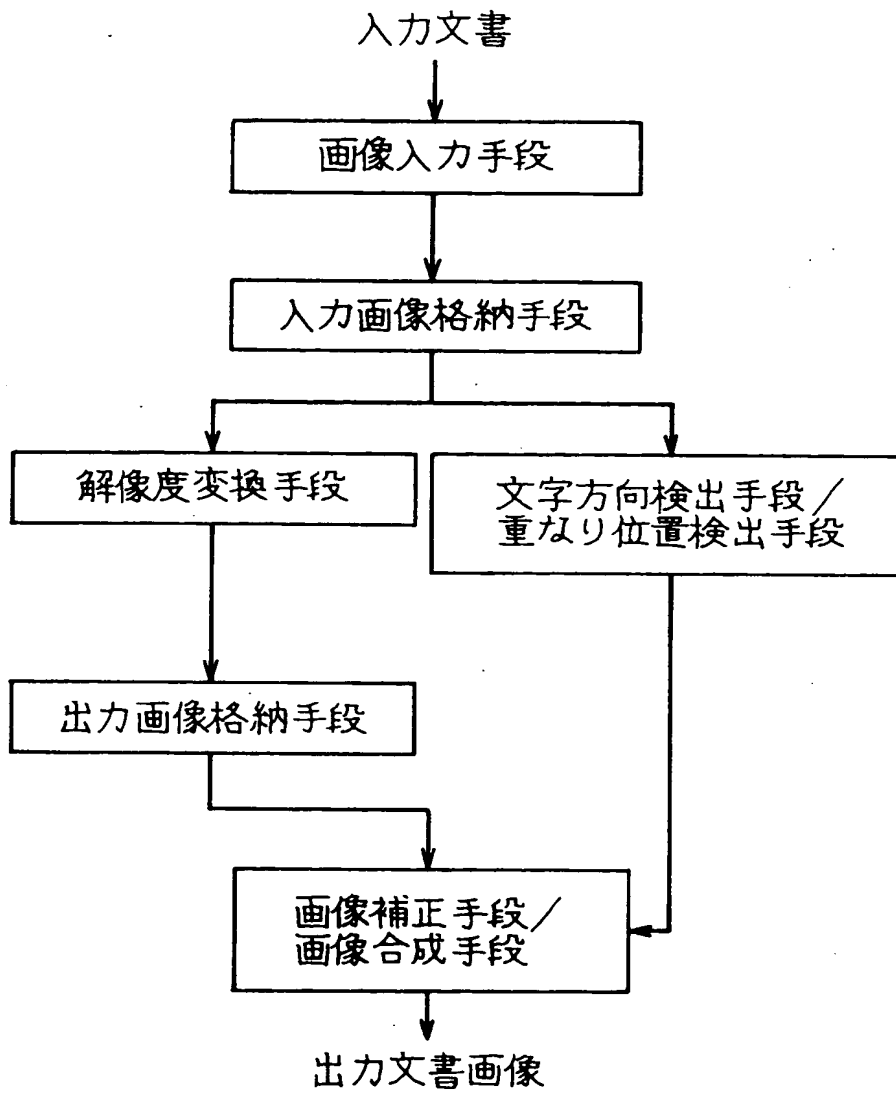 入力文書
画像入力手段
入力画像格納手段
解像度変換手段
文字方向検出手段/
重なり位置検出手段
出力画像格納手段
画像補正手段/
画像合成手段
出力文書画像